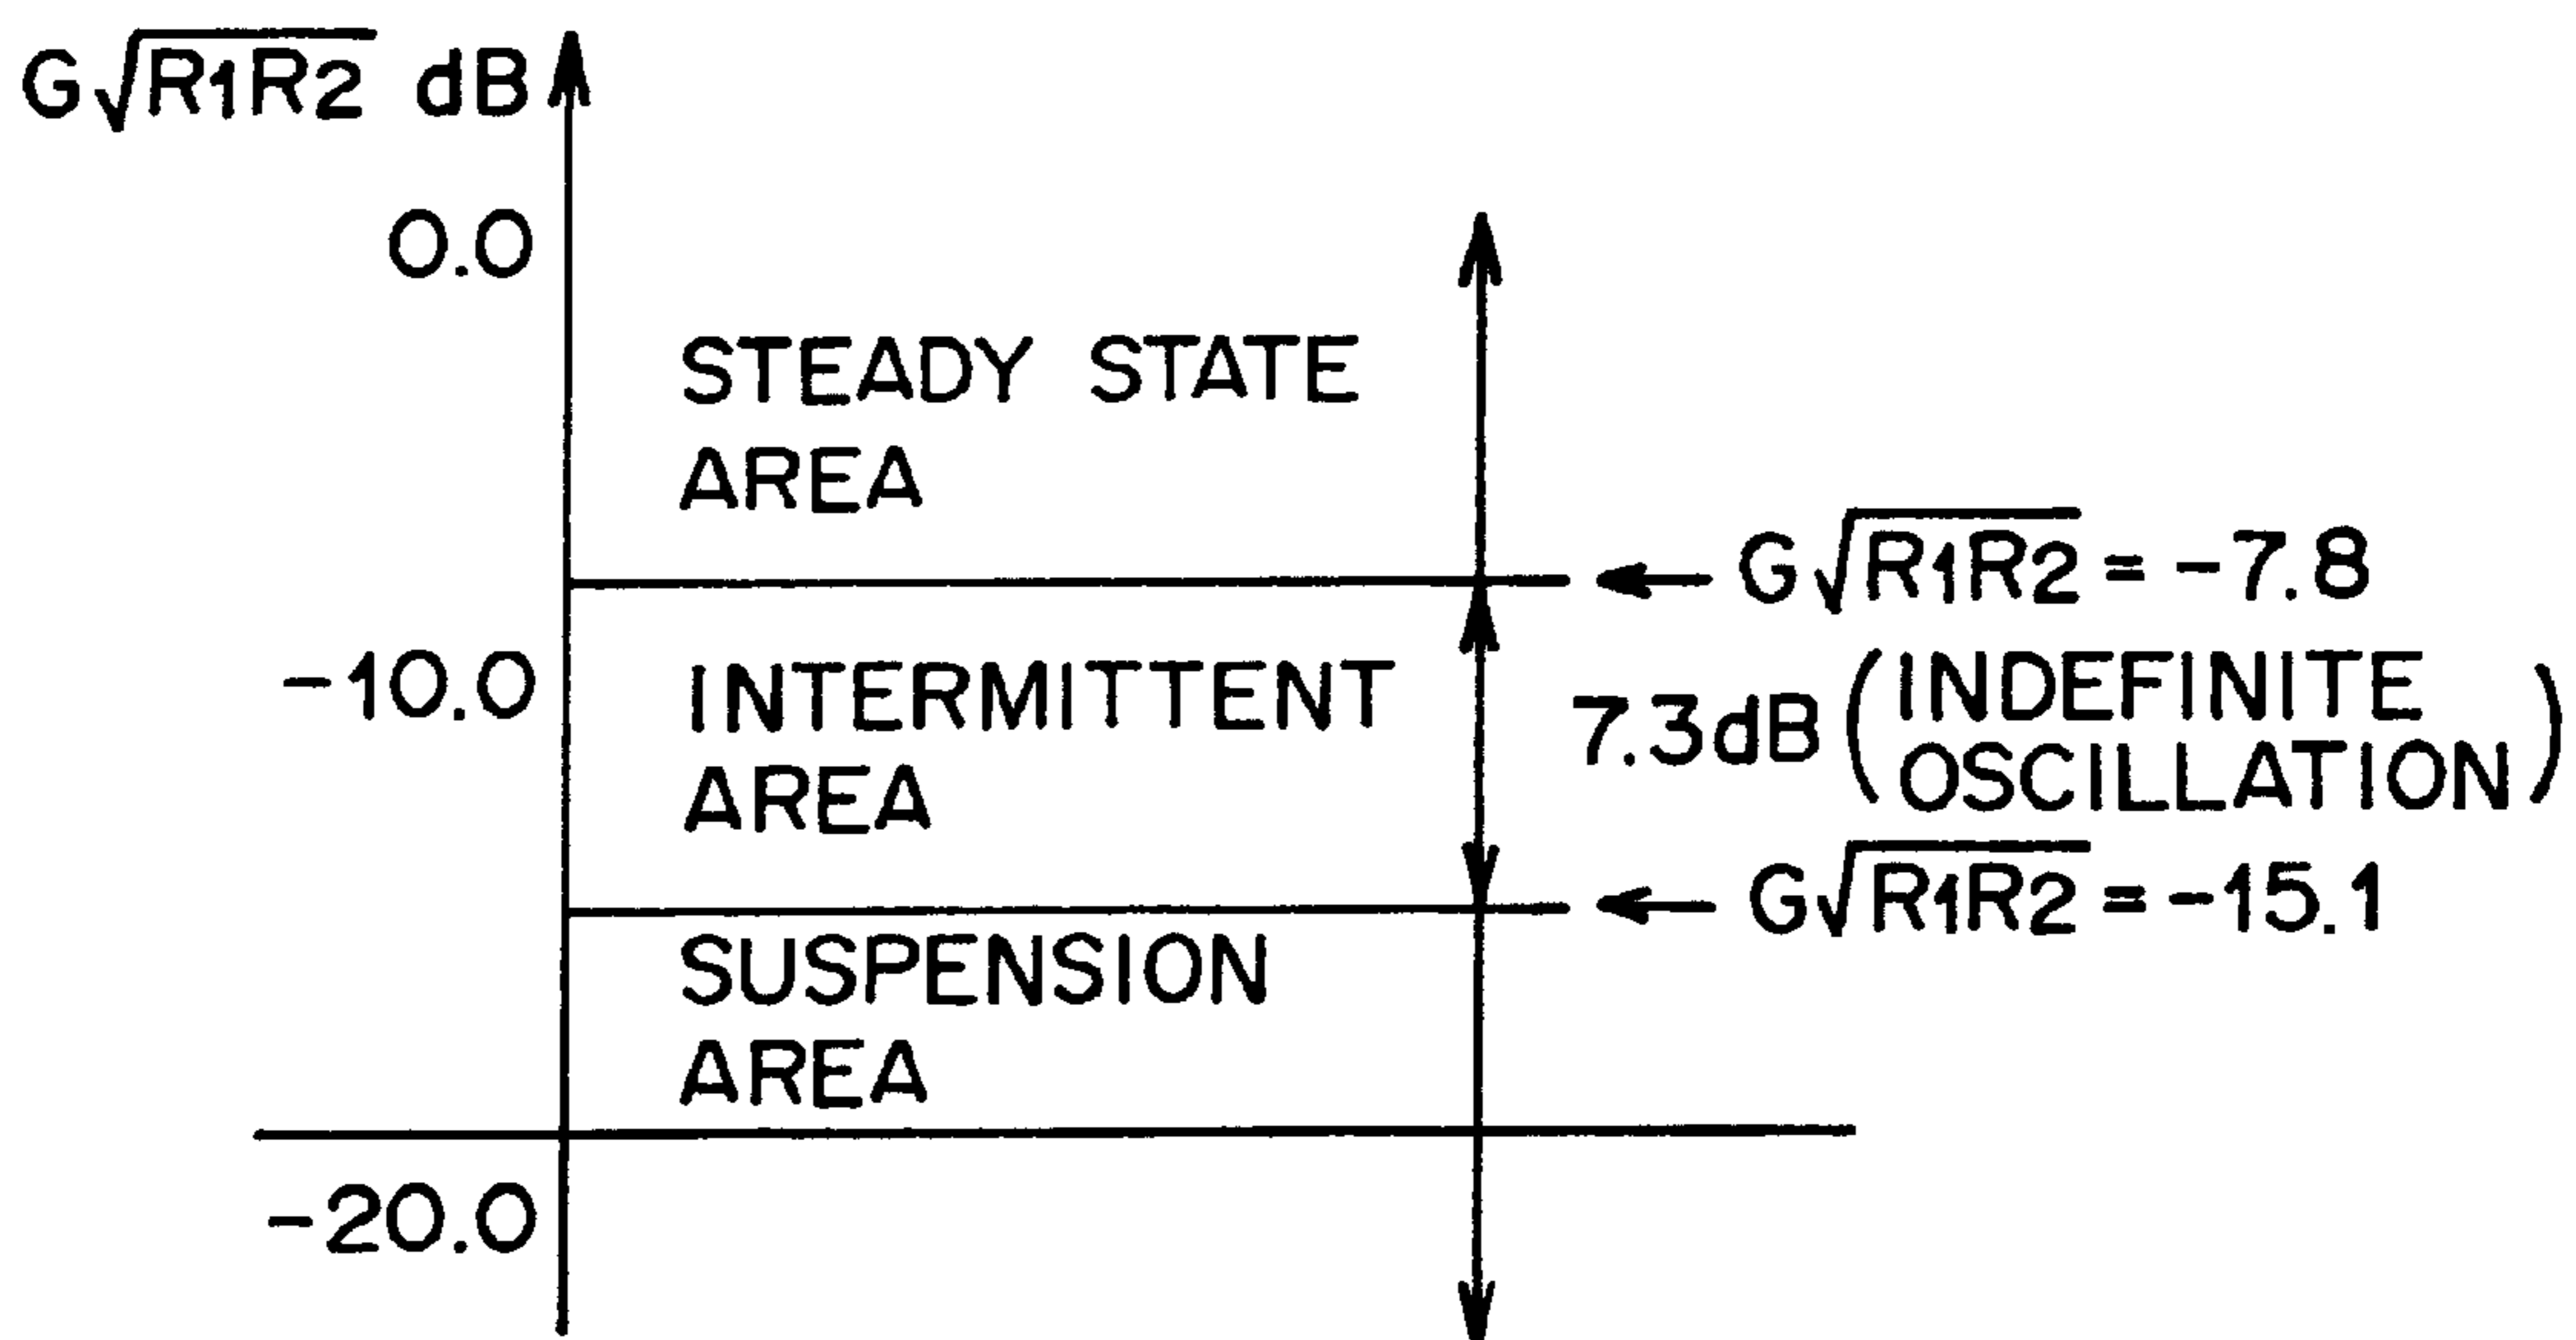 G√R1R2 dB
0.0
STEADY STATE
AREA
G√R1R2 = -7.8
-10.0
INTERMITTENT
AREA
7.3dB (INDEFINITE
OSCILLATION)
G√R1R2 = -15.1
SUSPENSION
AREA
-20.0